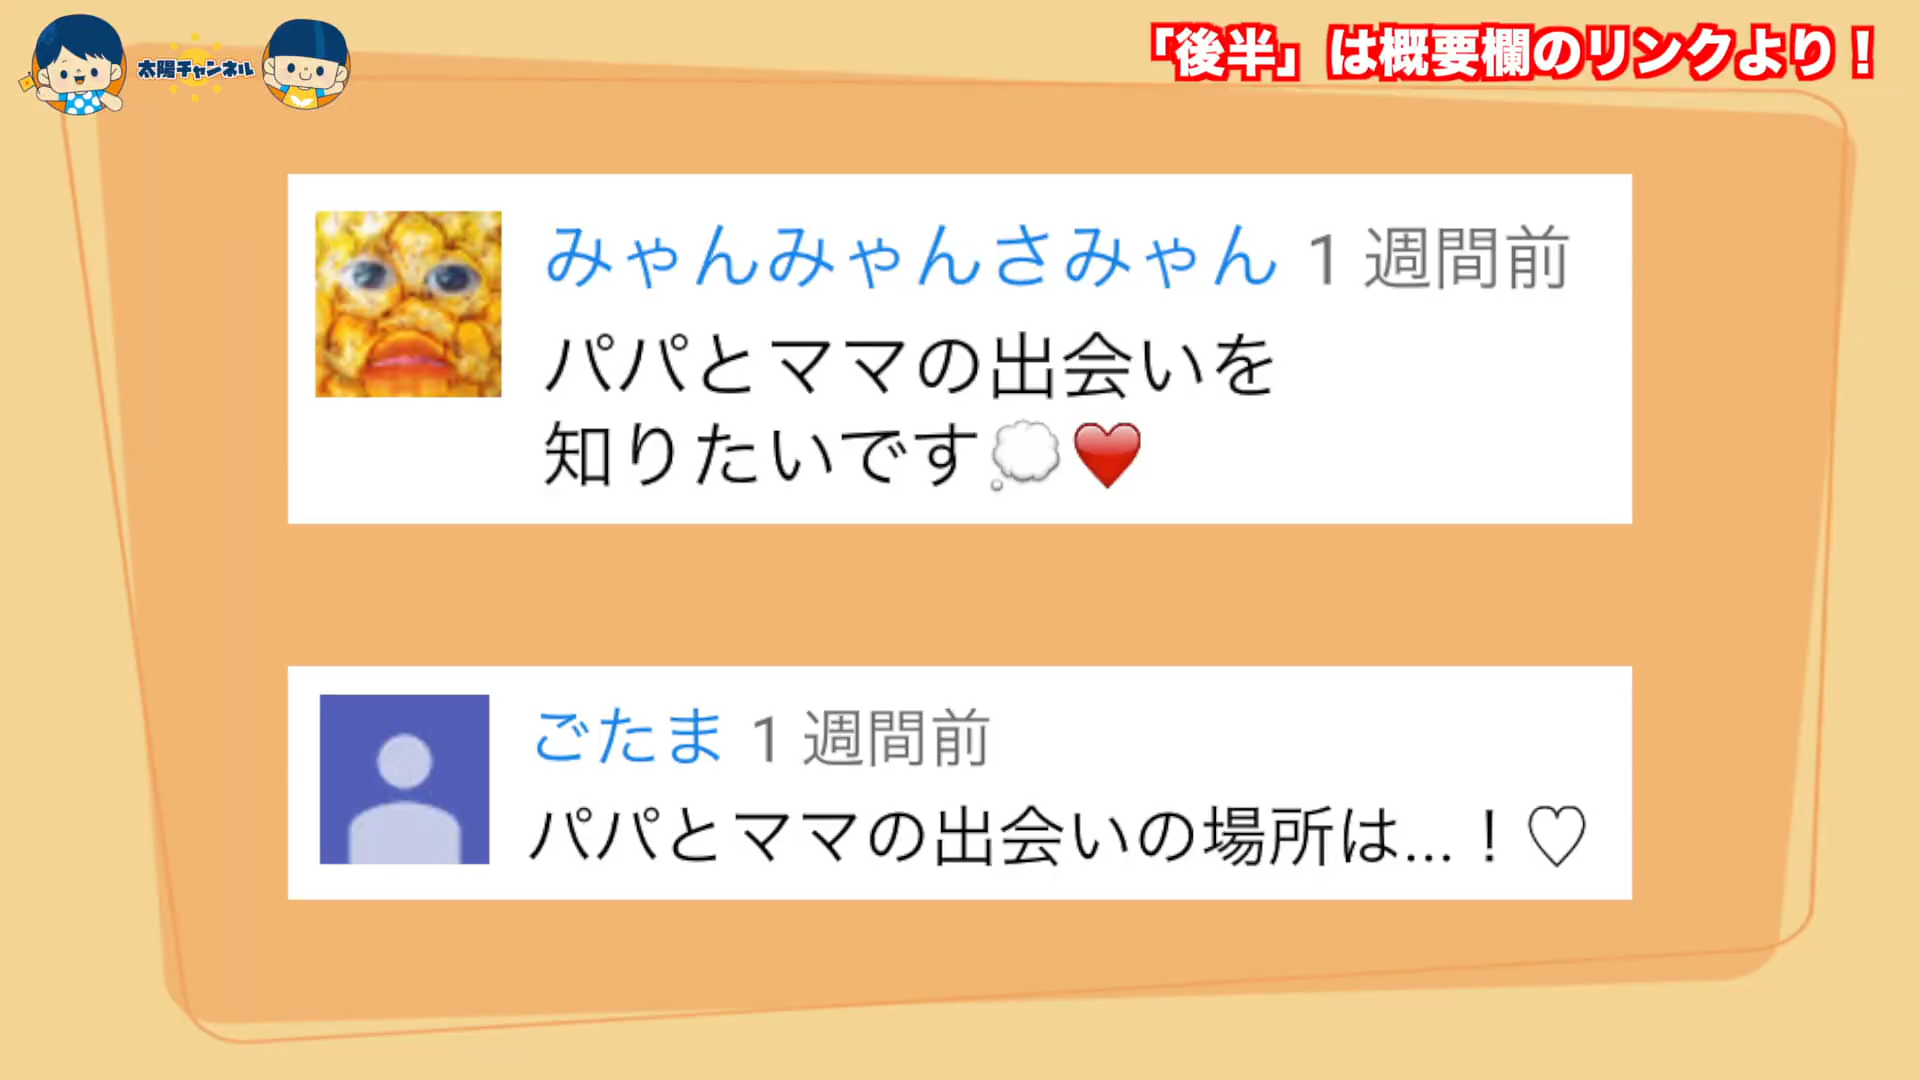 太陽チャンネル
「後半」は概要欄のリンクより！
みゃんみゃんさみゃん 1 週間前
パパとママの出会いを
知りたいです💭❤️
ごたま 1 週間前
パパとママの出会いの場所は...！♡